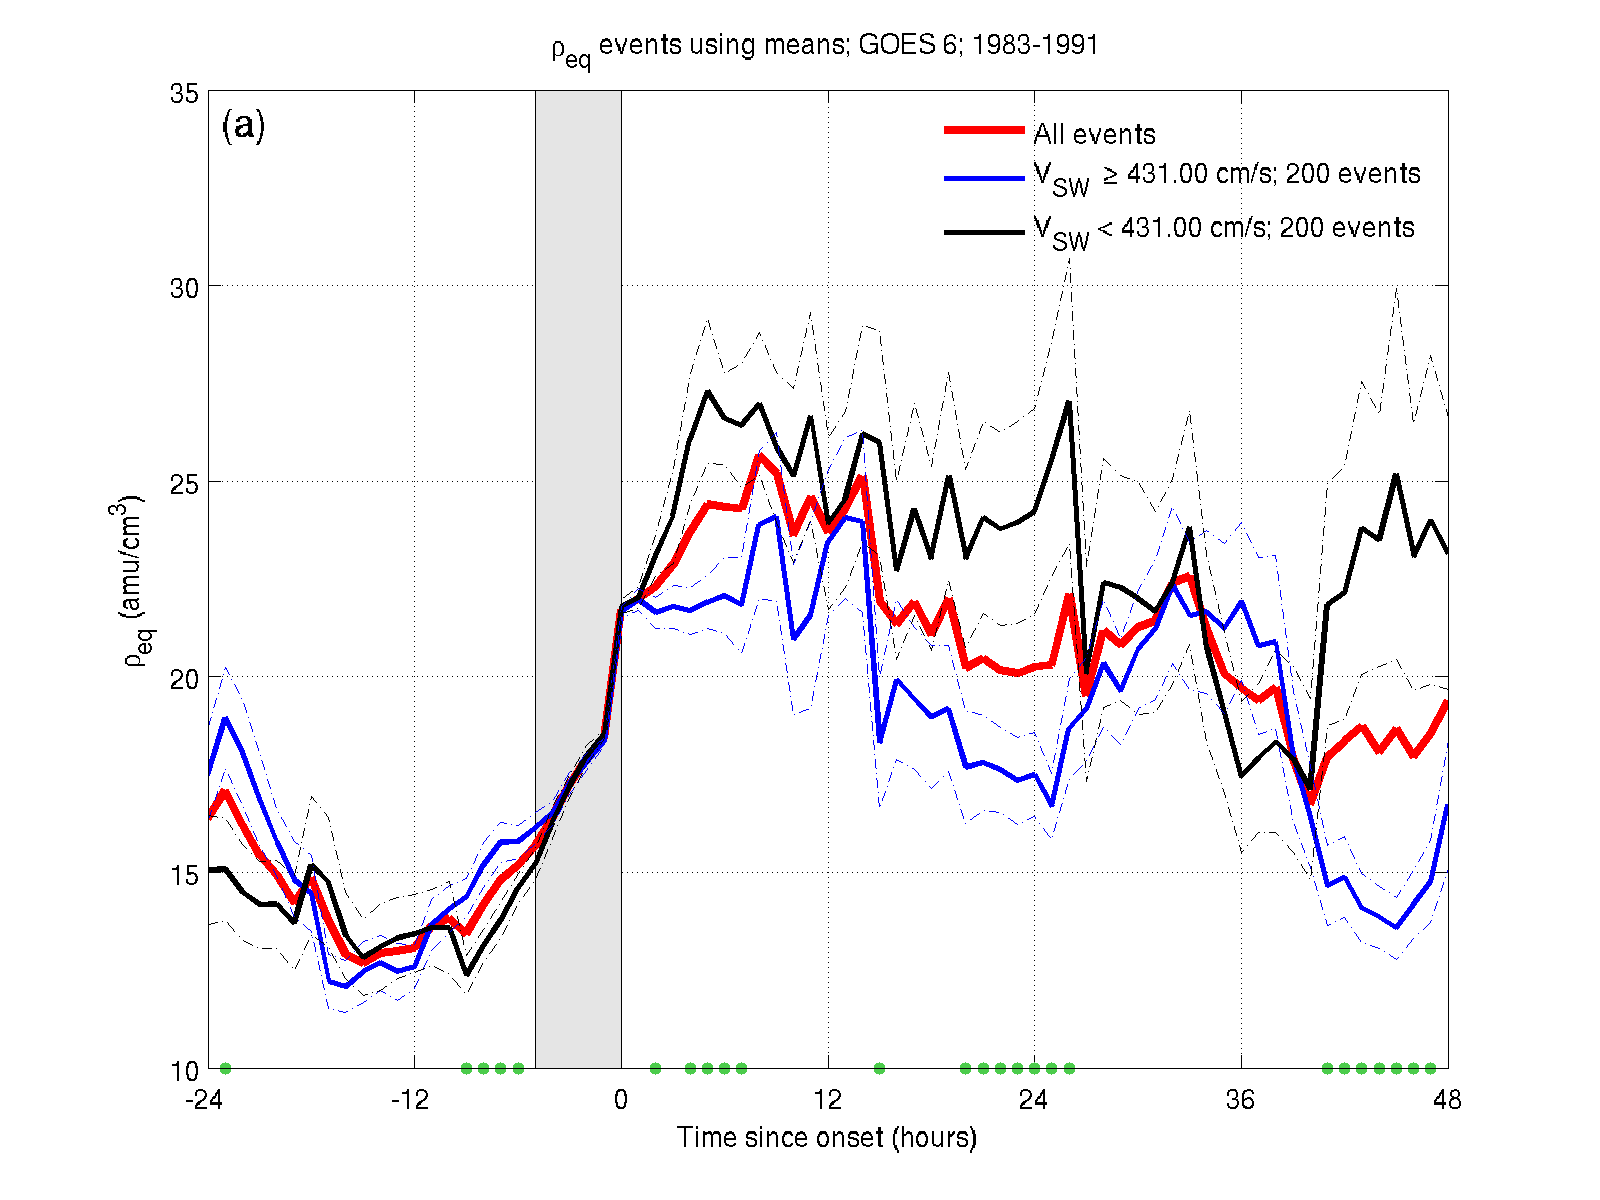 ρeq events using means; GOES 6; 1983-1991
(a)
All events
VSW ≥ 431.00 cm/s; 200 events
VSW < 431.00 cm/s; 200 events
35
30
25
20
15
10
ρeq (amu/cm³)
-24 -12 0 12 24 36 48
Time since onset (hours)